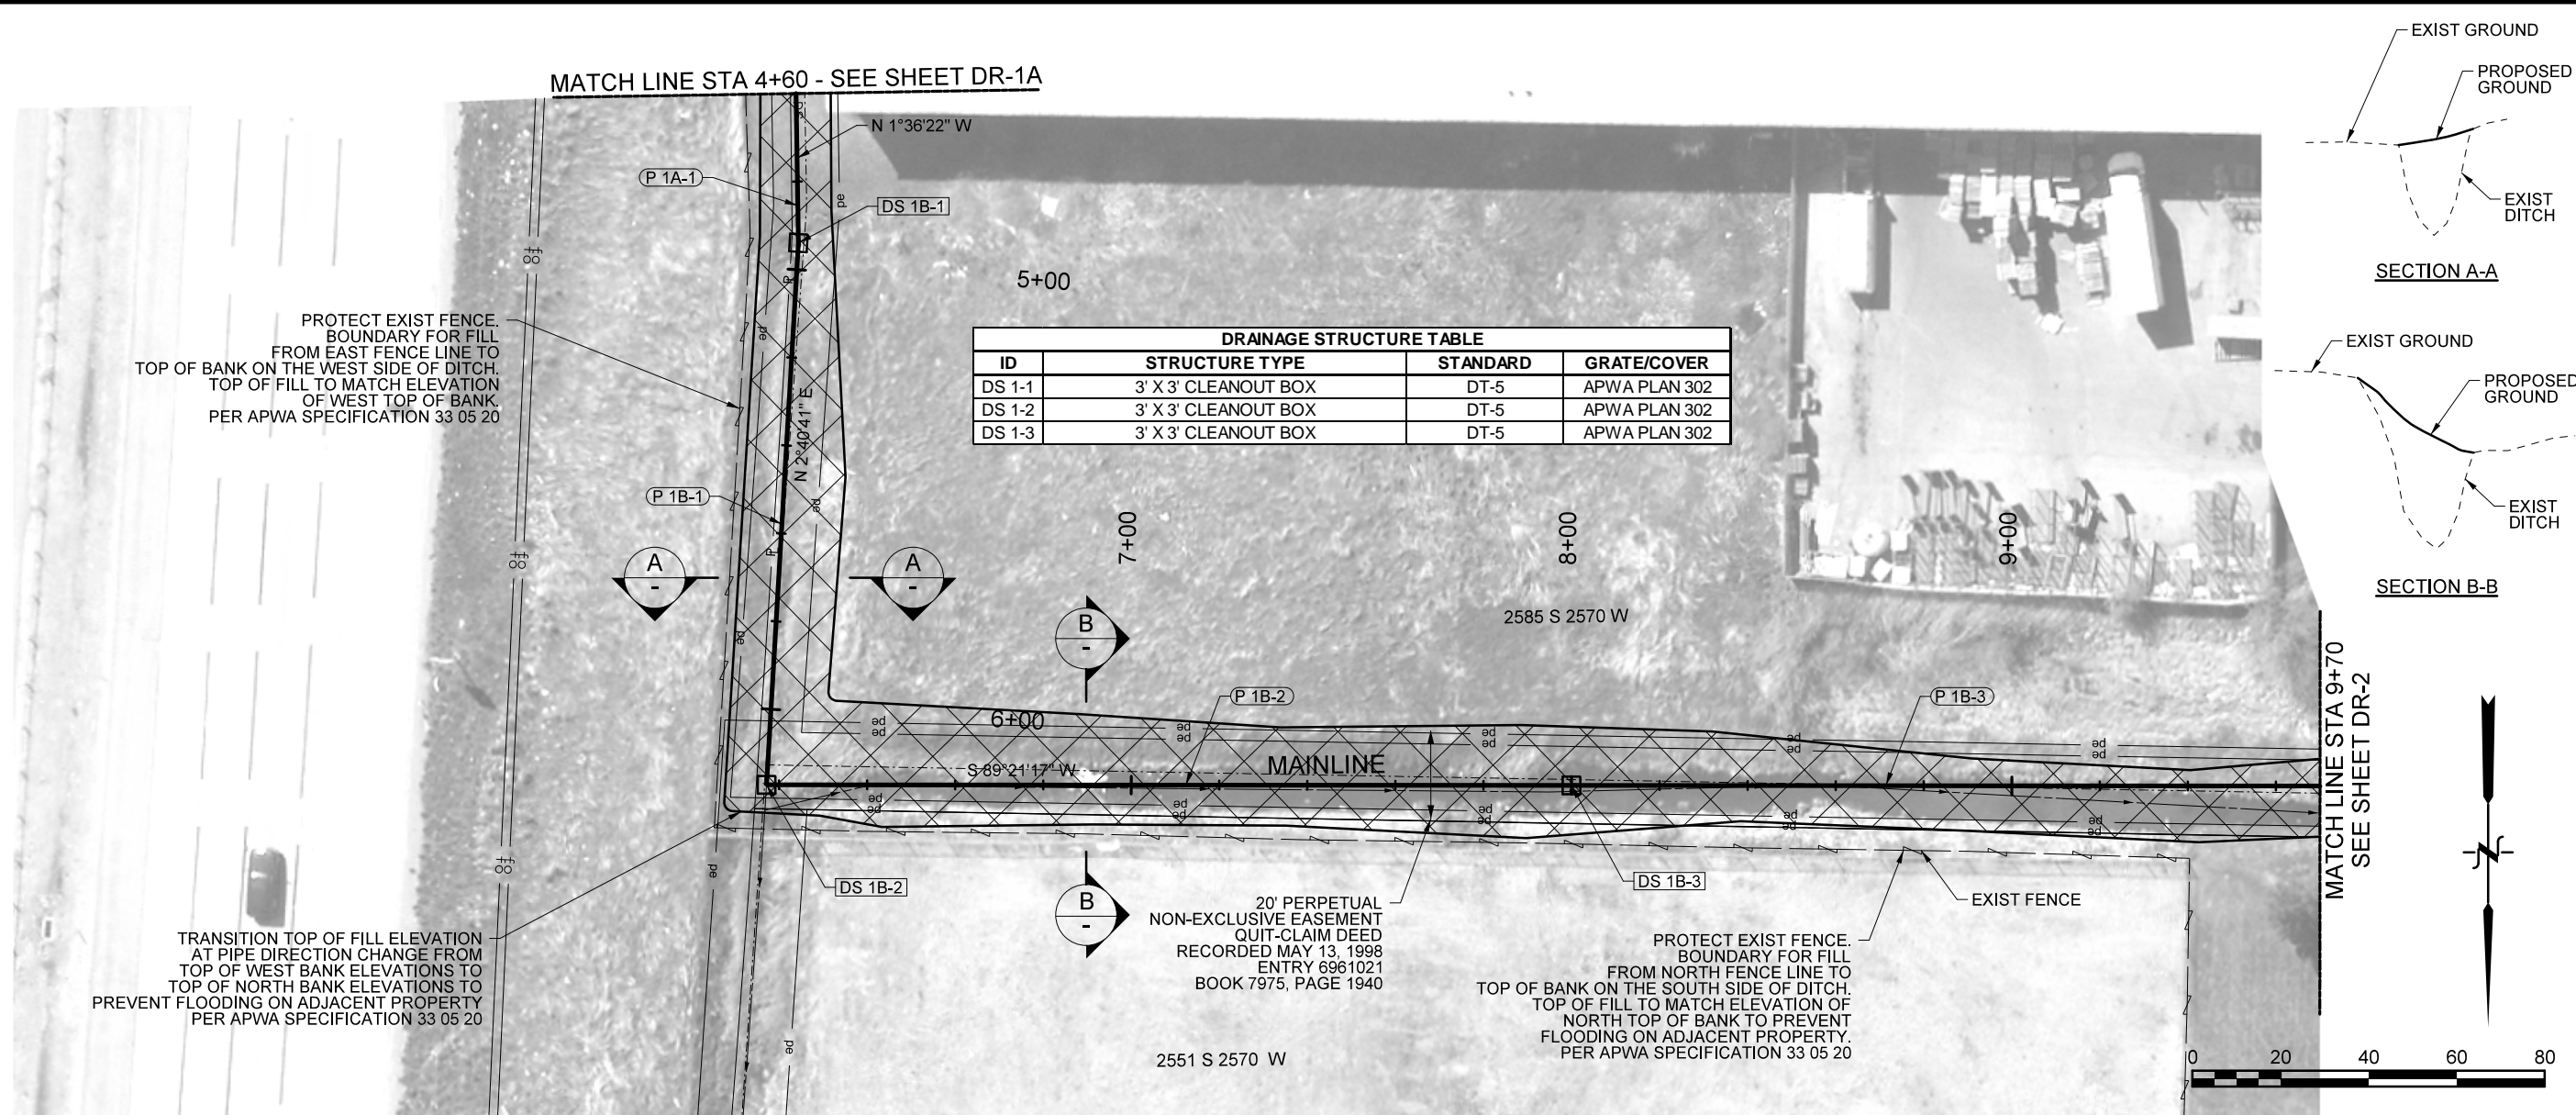 MATCH LINE STA 4+60 - SEE SHEET DR-1A
N 1°36'22" W
P 1A-1
DS 1B-1
5+00
EXIST GROUND
PROPOSED
GROUND
EXIST
DITCH
SECTION A-A
PROTECT EXIST FENCE.
BOUNDARY FOR FILL
FROM EAST FENCE LINE TO
TOP OF BANK ON THE WEST SIDE OF DITCH.
TOP OF FILL TO MATCH ELEVATION
OF WEST TOP OF BANK.
PER APWA SPECIFICATION 33 05 20
DRAINAGE STRUCTURE TABLE
ID STRUCTURE TYPE STANDARD GRATE/COVER
DS 1-1 3' X 3' CLEANOUT BOX DT-5 APWA PLAN 302
DS 1-2 3' X 3' CLEANOUT BOX DT-5 APWA PLAN 302
DS 1-3 3' X 3' CLEANOUT BOX DT-5 APWA PLAN 302
EXIST GROUND
PROPOSED
GROUND
EXIST
DITCH
SECTION B-B
N 2°40'41" E
P 1B-1
A
-
A
-
7+00
8+00
9+00
B
-
2585 S 2570 W
P 1B-2
P 1B-3
6+00
S 89°21'17" W
MAINLINE
MATCH LINE STA 9+70
SEE SHEET DR-2
DS 1B-2
B
-
DS 1B-3
EXIST FENCE
20' PERPETUAL
NON-EXCLUSIVE EASEMENT
QUIT-CLAIM DEED
RECORDED MAY 13, 1998
ENTRY 6961021
BOOK 7975, PAGE 1940
TRANSITION TOP OF FILL ELEVATION
AT PIPE DIRECTION CHANGE FROM
TOP OF WEST BANK ELEVATIONS TO
TOP OF NORTH BANK ELEVATIONS TO
PREVENT FLOODING ON ADJACENT PROPERTY
PER APWA SPECIFICATION 33 05 20
PROTECT EXIST FENCE.
BOUNDARY FOR FILL
FROM NORTH FENCE LINE TO
TOP OF BANK ON THE SOUTH SIDE OF DITCH.
TOP OF FILL TO MATCH ELEVATION OF
NORTH TOP OF BANK TO PREVENT
FLOODING ON ADJACENT PROPERTY.
PER APWA SPECIFICATION 33 05 20
2551 S 2570 W
N
0 20 40 60 80